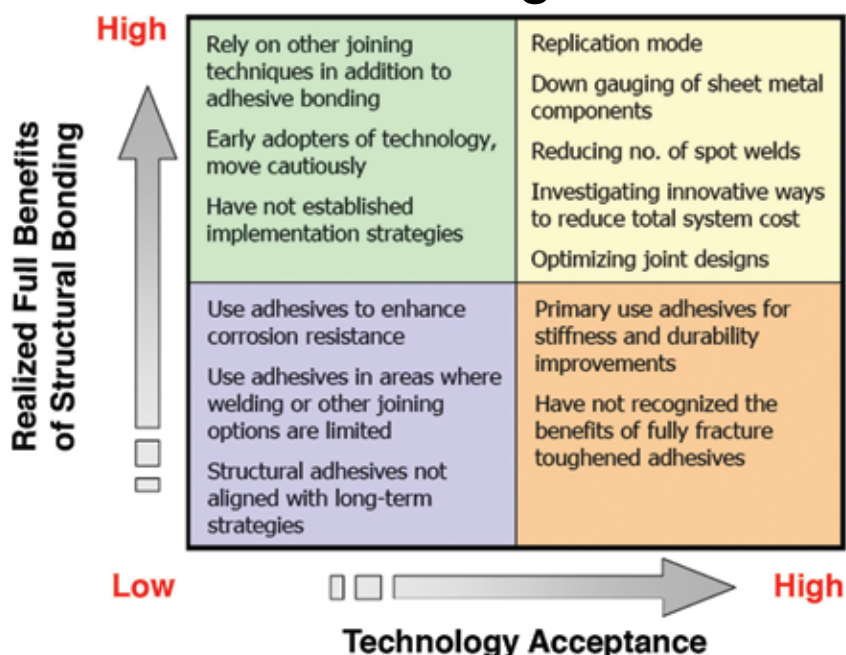 High
Realized Full Benefits
of Structural Bonding
Rely on other joining
techniques in addition to
adhesive bonding
Early adopters of technology,
move cautiously
Have not established
implementation strategies
Replication mode
Down gauging of sheet metal
components
Reducing no. of spot welds
Investigating innovative ways
to reduce total system cost
Optimizing joint designs
Use adhesives to enhance
corrosion resistance
Use adhesives in areas where
welding or other joining
options are limited
Structural adhesives not
aligned with long-term
strategies
Primary use adhesives for
stiffness and durability
improvements
Have not recognized the
benefits of fully fracture
toughened adhesives
Low
High
Technology Acceptance